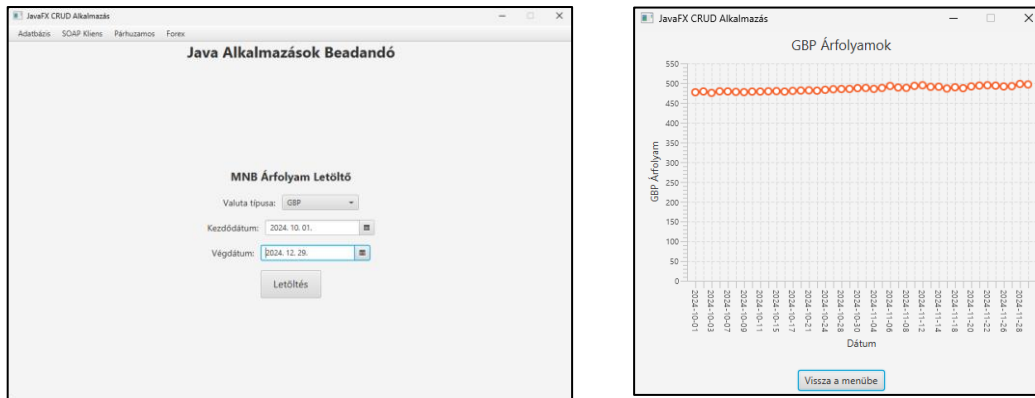 JavaFX CRUD Alkalmazás
Adatbázis SOAP Kliens Párhuzamos Forex
Java Alkalmazások Beadandó
MNB Árfolyam Letöltő
Valuta típusa: GBP
Kezdődátum: 2024. 10. 01.
Végdátum: 2024. 12. 29.
Letöltés
JavaFX CRUD Alkalmazás
GBP Árfolyamok
550
500
450
400
350
300
250
200
150
100
50
0
GBP Árfolyam
2024-10-01
2024-10-03
2024-10-07
2024-10-09
2024-10-11
2024-10-15
2024-10-17
2024-10-21
2024-10-24
2024-10-28
2024-10-30
2024-11-04
2024-11-06
2024-11-08
2024-11-12
2024-11-14
2024-11-18
2024-11-20
2024-11-22
2024-11-26
2024-11-28
Dátum
Vissza a menübe